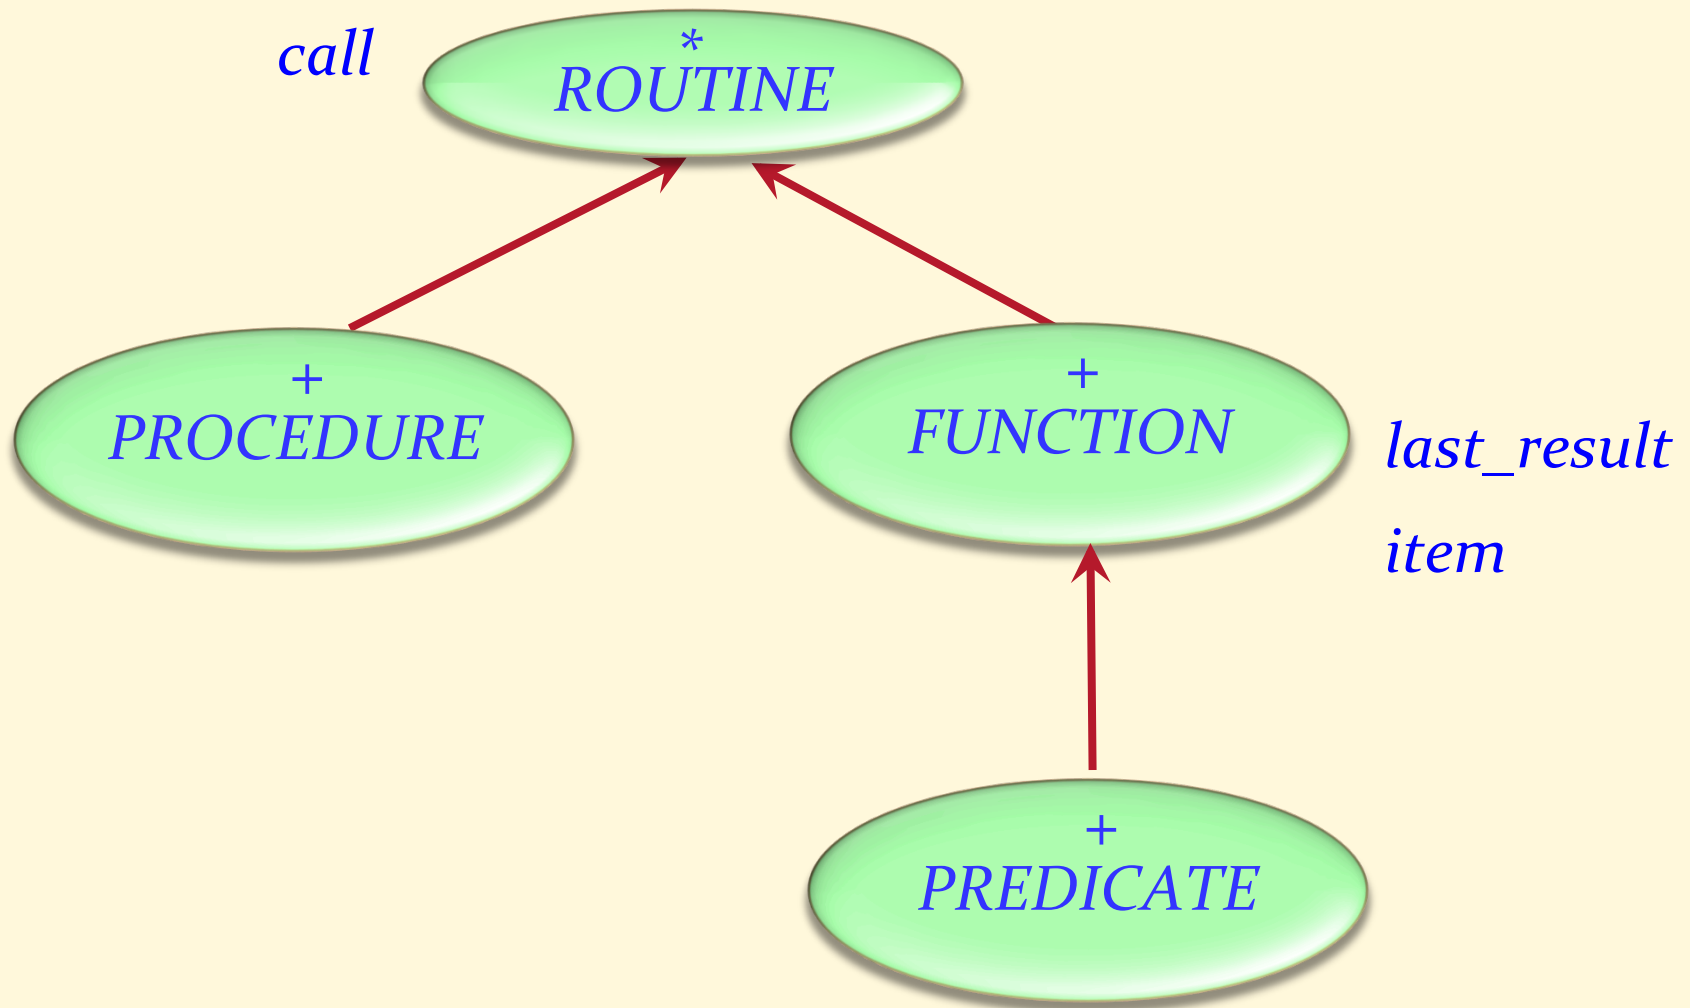 call
*
ROUTINE
+
PROCEDURE
+
FUNCTION
last_result
item
+
PREDICATE